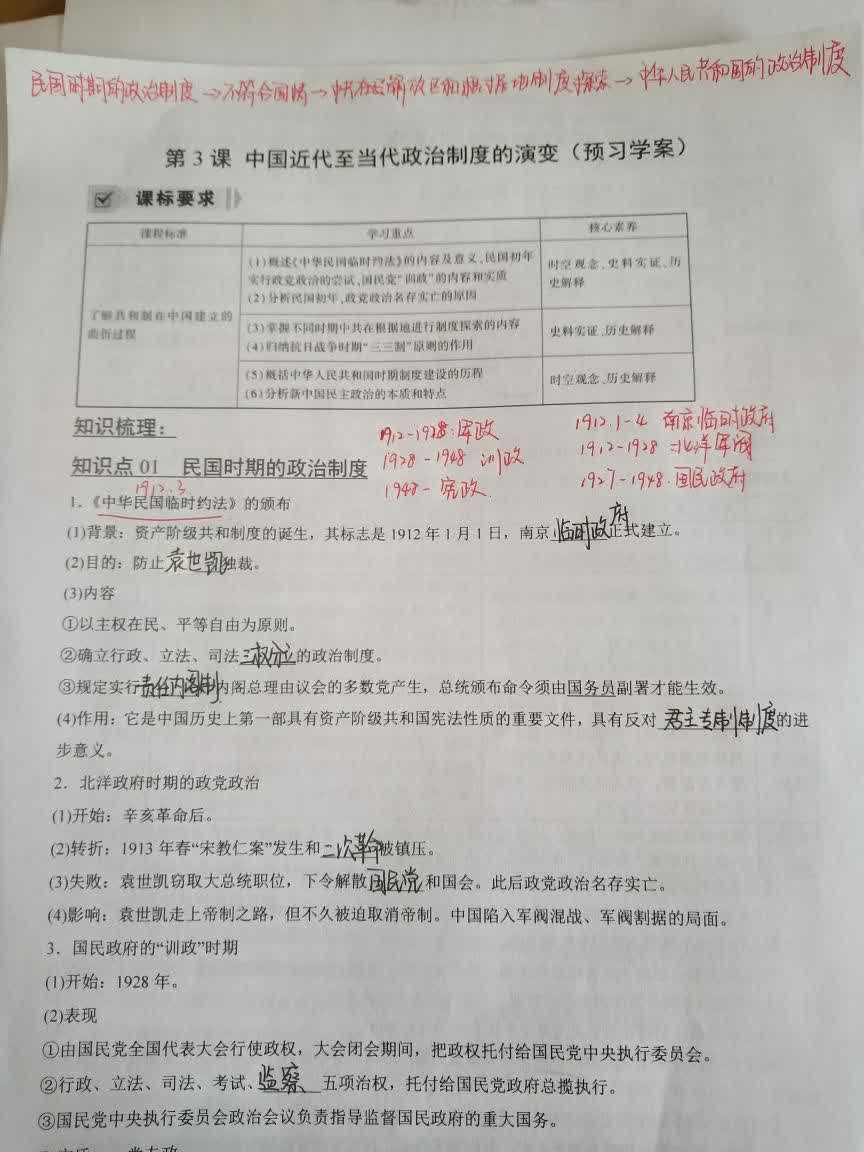 民国时期的政治制度→不符合国情→中共在解放区和根据地制度探索→中华人民共和国的政治制度
第3课 中国近代至当代政治制度的演变（预习学案）
课标要求
课程标准 学习重点 核心素养
了解共和制在中国建立的曲折过程
(1)概述《中华民国临时约法》的内容及意义、民国初年
实行政党政治的尝试、国民党“训政”的内容和实质
(2)分析民国初年,政党政治名存实亡的原因
时空观念、史料实证、历
史解释
(3)掌握不同时期中共在根据地进行制度探索的内容
(4)归纳抗日战争时期“三三制”原则的作用
史料实证、历史解释
(5)概括中华人民共和国时期制度建设的历程
(6)分析新中国民主政治的本质和特点
时空观念、历史解释
知识梳理：
1912-1928:军政
1912.1-4 南京临时政府
知识点 01 民国时期的政治制度
1928-1948 训政
1912-1928:北洋军阀
1948- 宪政
1927-1948.国民政府
1912.3.
1.《中华民国临时约法》的颁布
(1)背景：资产阶级共和制度的诞生，其标志是 1912 年 1 月 1 日，南京临时政府正式建立。
(2)目的：防止袁世凯独裁。
(3)内容
①以主权在民、平等自由为原则。
②确立行政、立法、司法三权分立的政治制度。
③规定实行责任内阁制内阁总理由议会的多数党产生，总统颁布命令须由国务员副署才能生效。
(4)作用：它是中国历史上第一部具有资产阶级共和国宪法性质的重要文件，具有反对君主专制制度的进
步意义。
2．北洋政府时期的政党政治
(1)开始：辛亥革命后。
(2)转折：1913 年春“宋教仁案”发生和二次革命被镇压。
(3)失败：袁世凯窃取大总统职位，下令解散国民党和国会。此后政党政治名存实亡。
(4)影响：袁世凯走上帝制之路，但不久被迫取消帝制。中国陷入军阀混战、军阀割据的局面。
3．国民政府的“训政”时期
(1)开始：1928 年。
(2)表现
①由国民党全国代表大会行使政权，大会闭会期间，把政权托付给国民党中央执行委员会。
②行政、立法、司法、考试、监察五项治权，托付给国民党政府总揽执行。
③国民党中央执行委员会政治会议负责指导监督国民政府的重大国务。